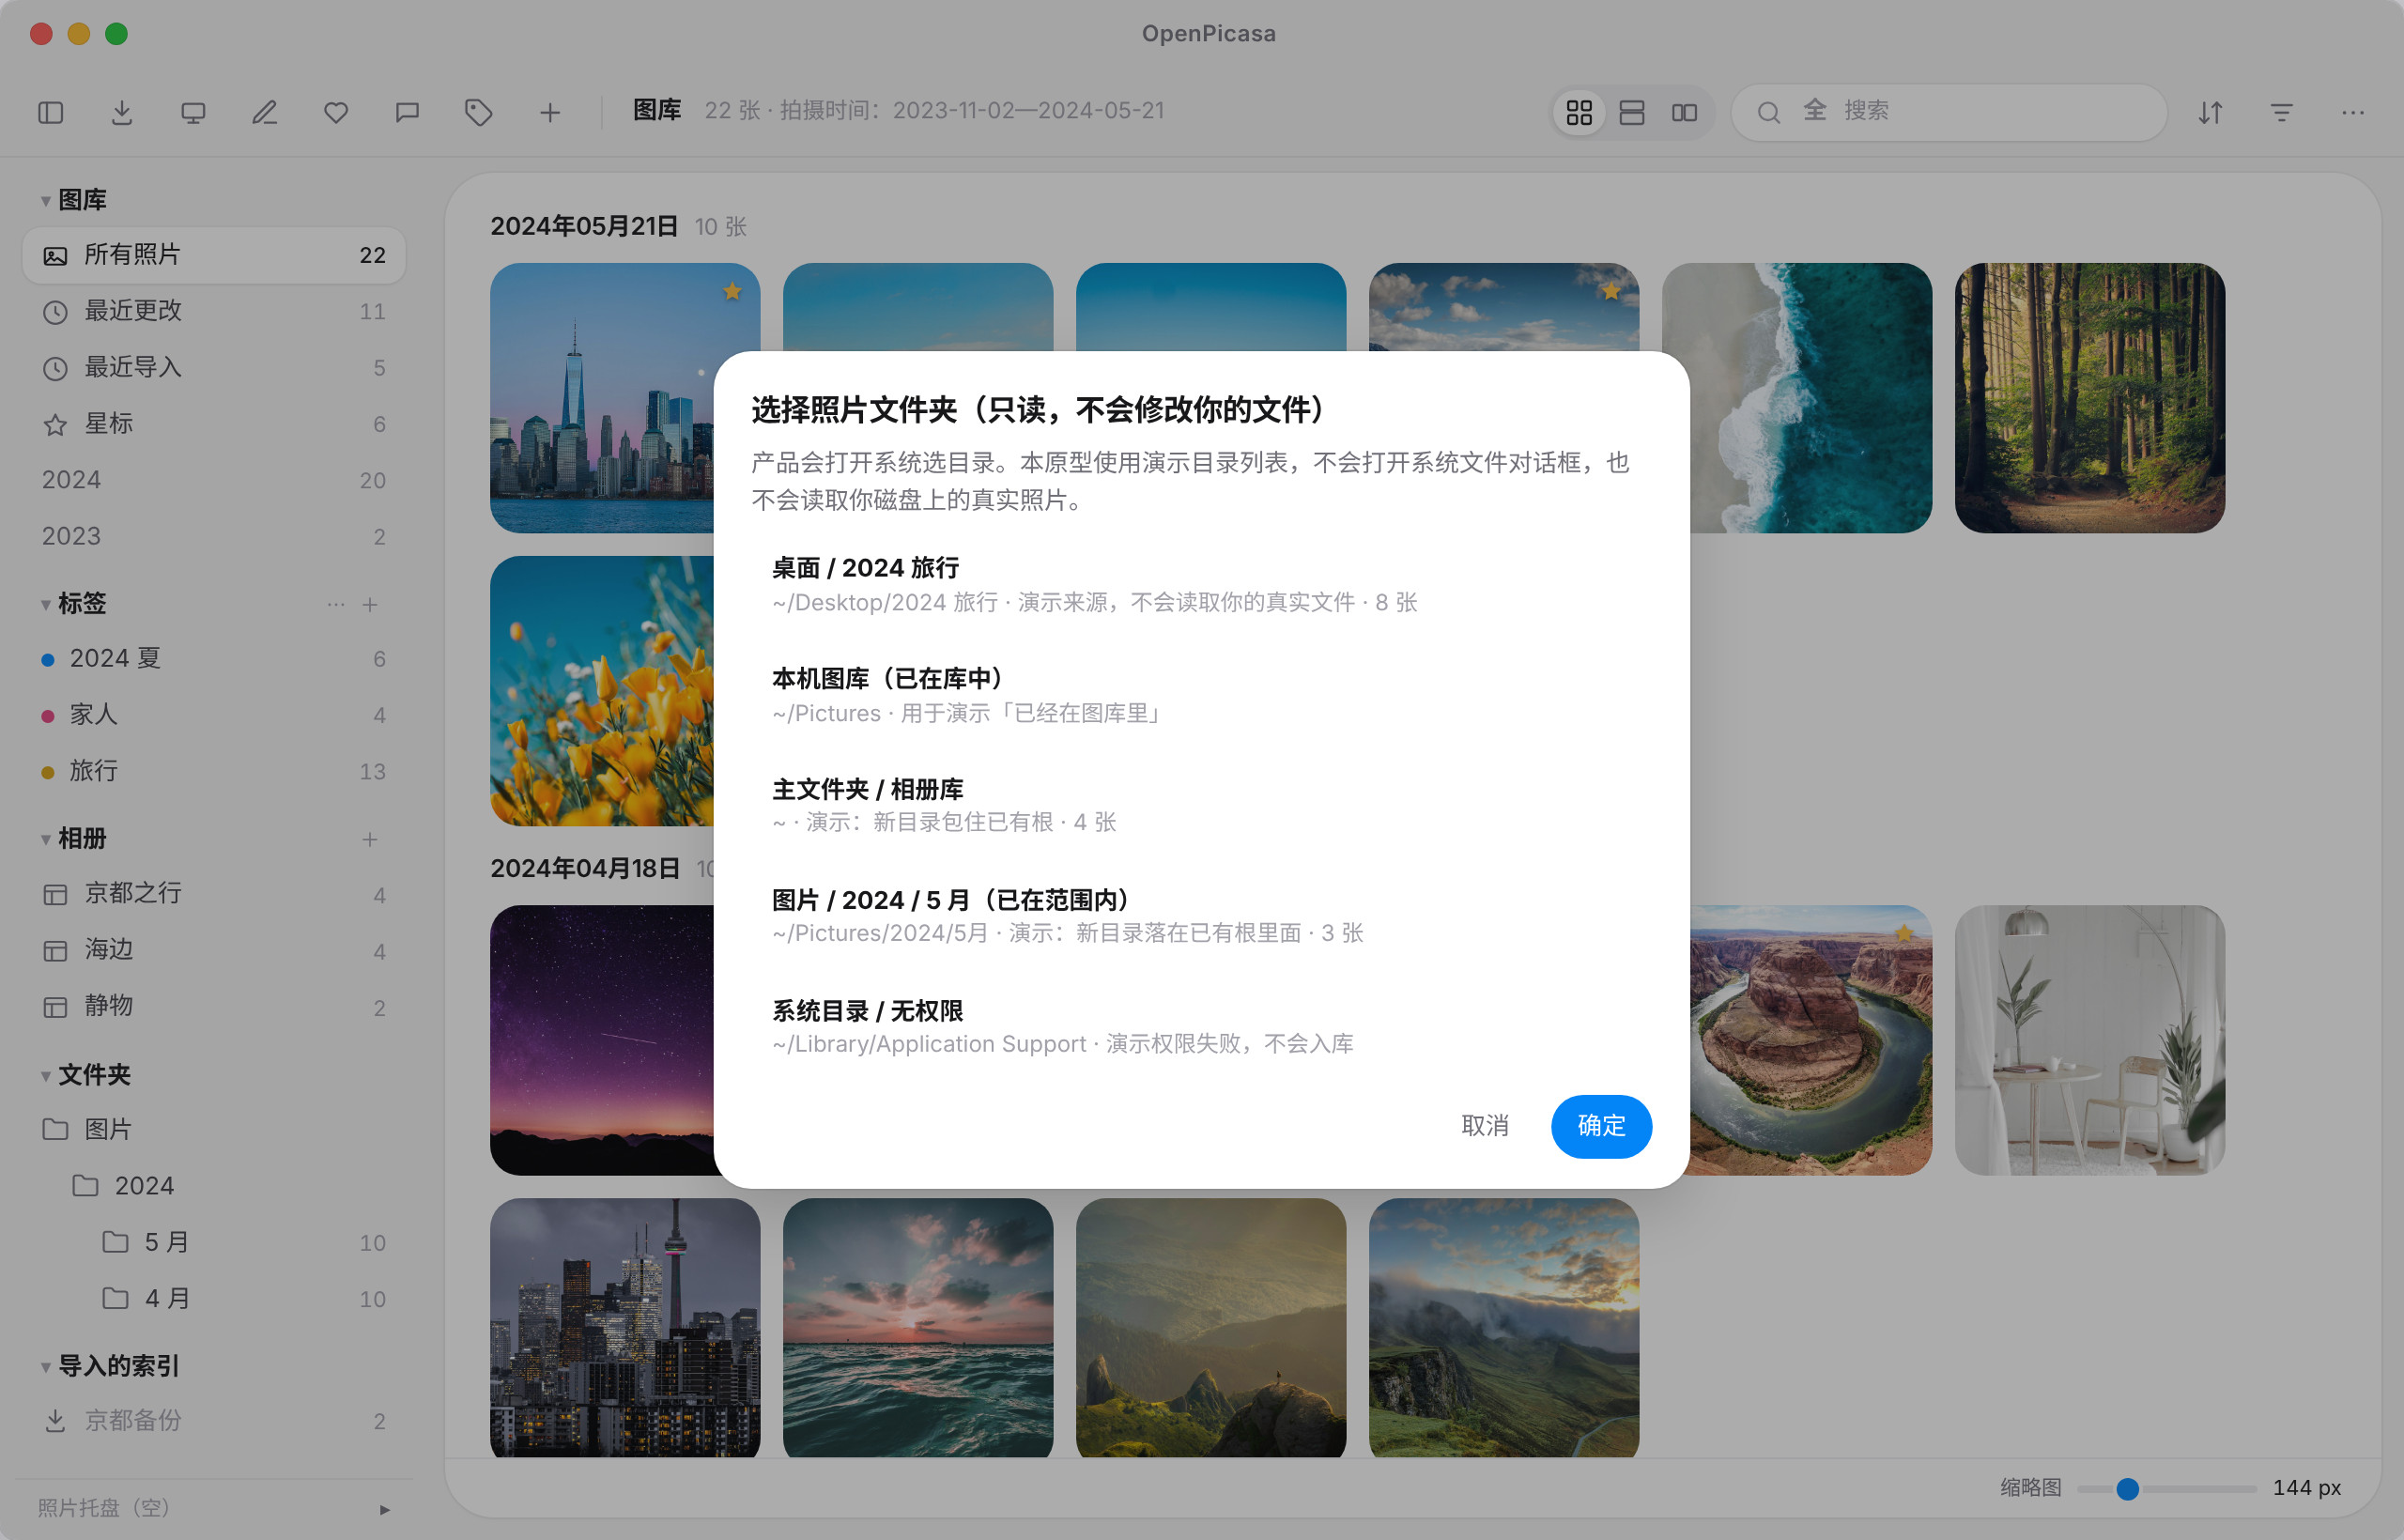 OpenPicasa
图库 22 张 · 拍摄时间：2023-11-02—2024-05-21
全 搜索
图库
所有照片 22
最近更改 11
最近导入 5
星标 6
2024 20
2023 2
标签
2024 夏 6
家人 4
旅行 13
相册
京都之行 4
海边 4
静物 2
文件夹
图片
2024
5 月 10
4 月 10
导入的索引
京都备份 2
照片托盘（空）
2024年05月21日 10 张
2024年04月18日
选择照片文件夹（只读，不会修改你的文件）
产品会打开系统选目录。本原型使用演示目录列表，不会打开系统文件对话框，也
不会读取你磁盘上的真实照片。
桌面 / 2024 旅行
~/Desktop/2024 旅行 · 演示来源，不会读取你的真实文件 · 8 张
本机图库（已在库中）
~/Pictures · 用于演示「已经在图库里」
主文件夹 / 相册库
~ · 演示：新目录包住已有根 · 4 张
图片 / 2024 / 5 月（已在范围内）
~/Pictures/2024/5月 · 演示：新目录落在已有根里面 · 3 张
系统目录 / 无权限
~/Library/Application Support · 演示权限失败，不会入库
取消 确定
缩略图 144 px